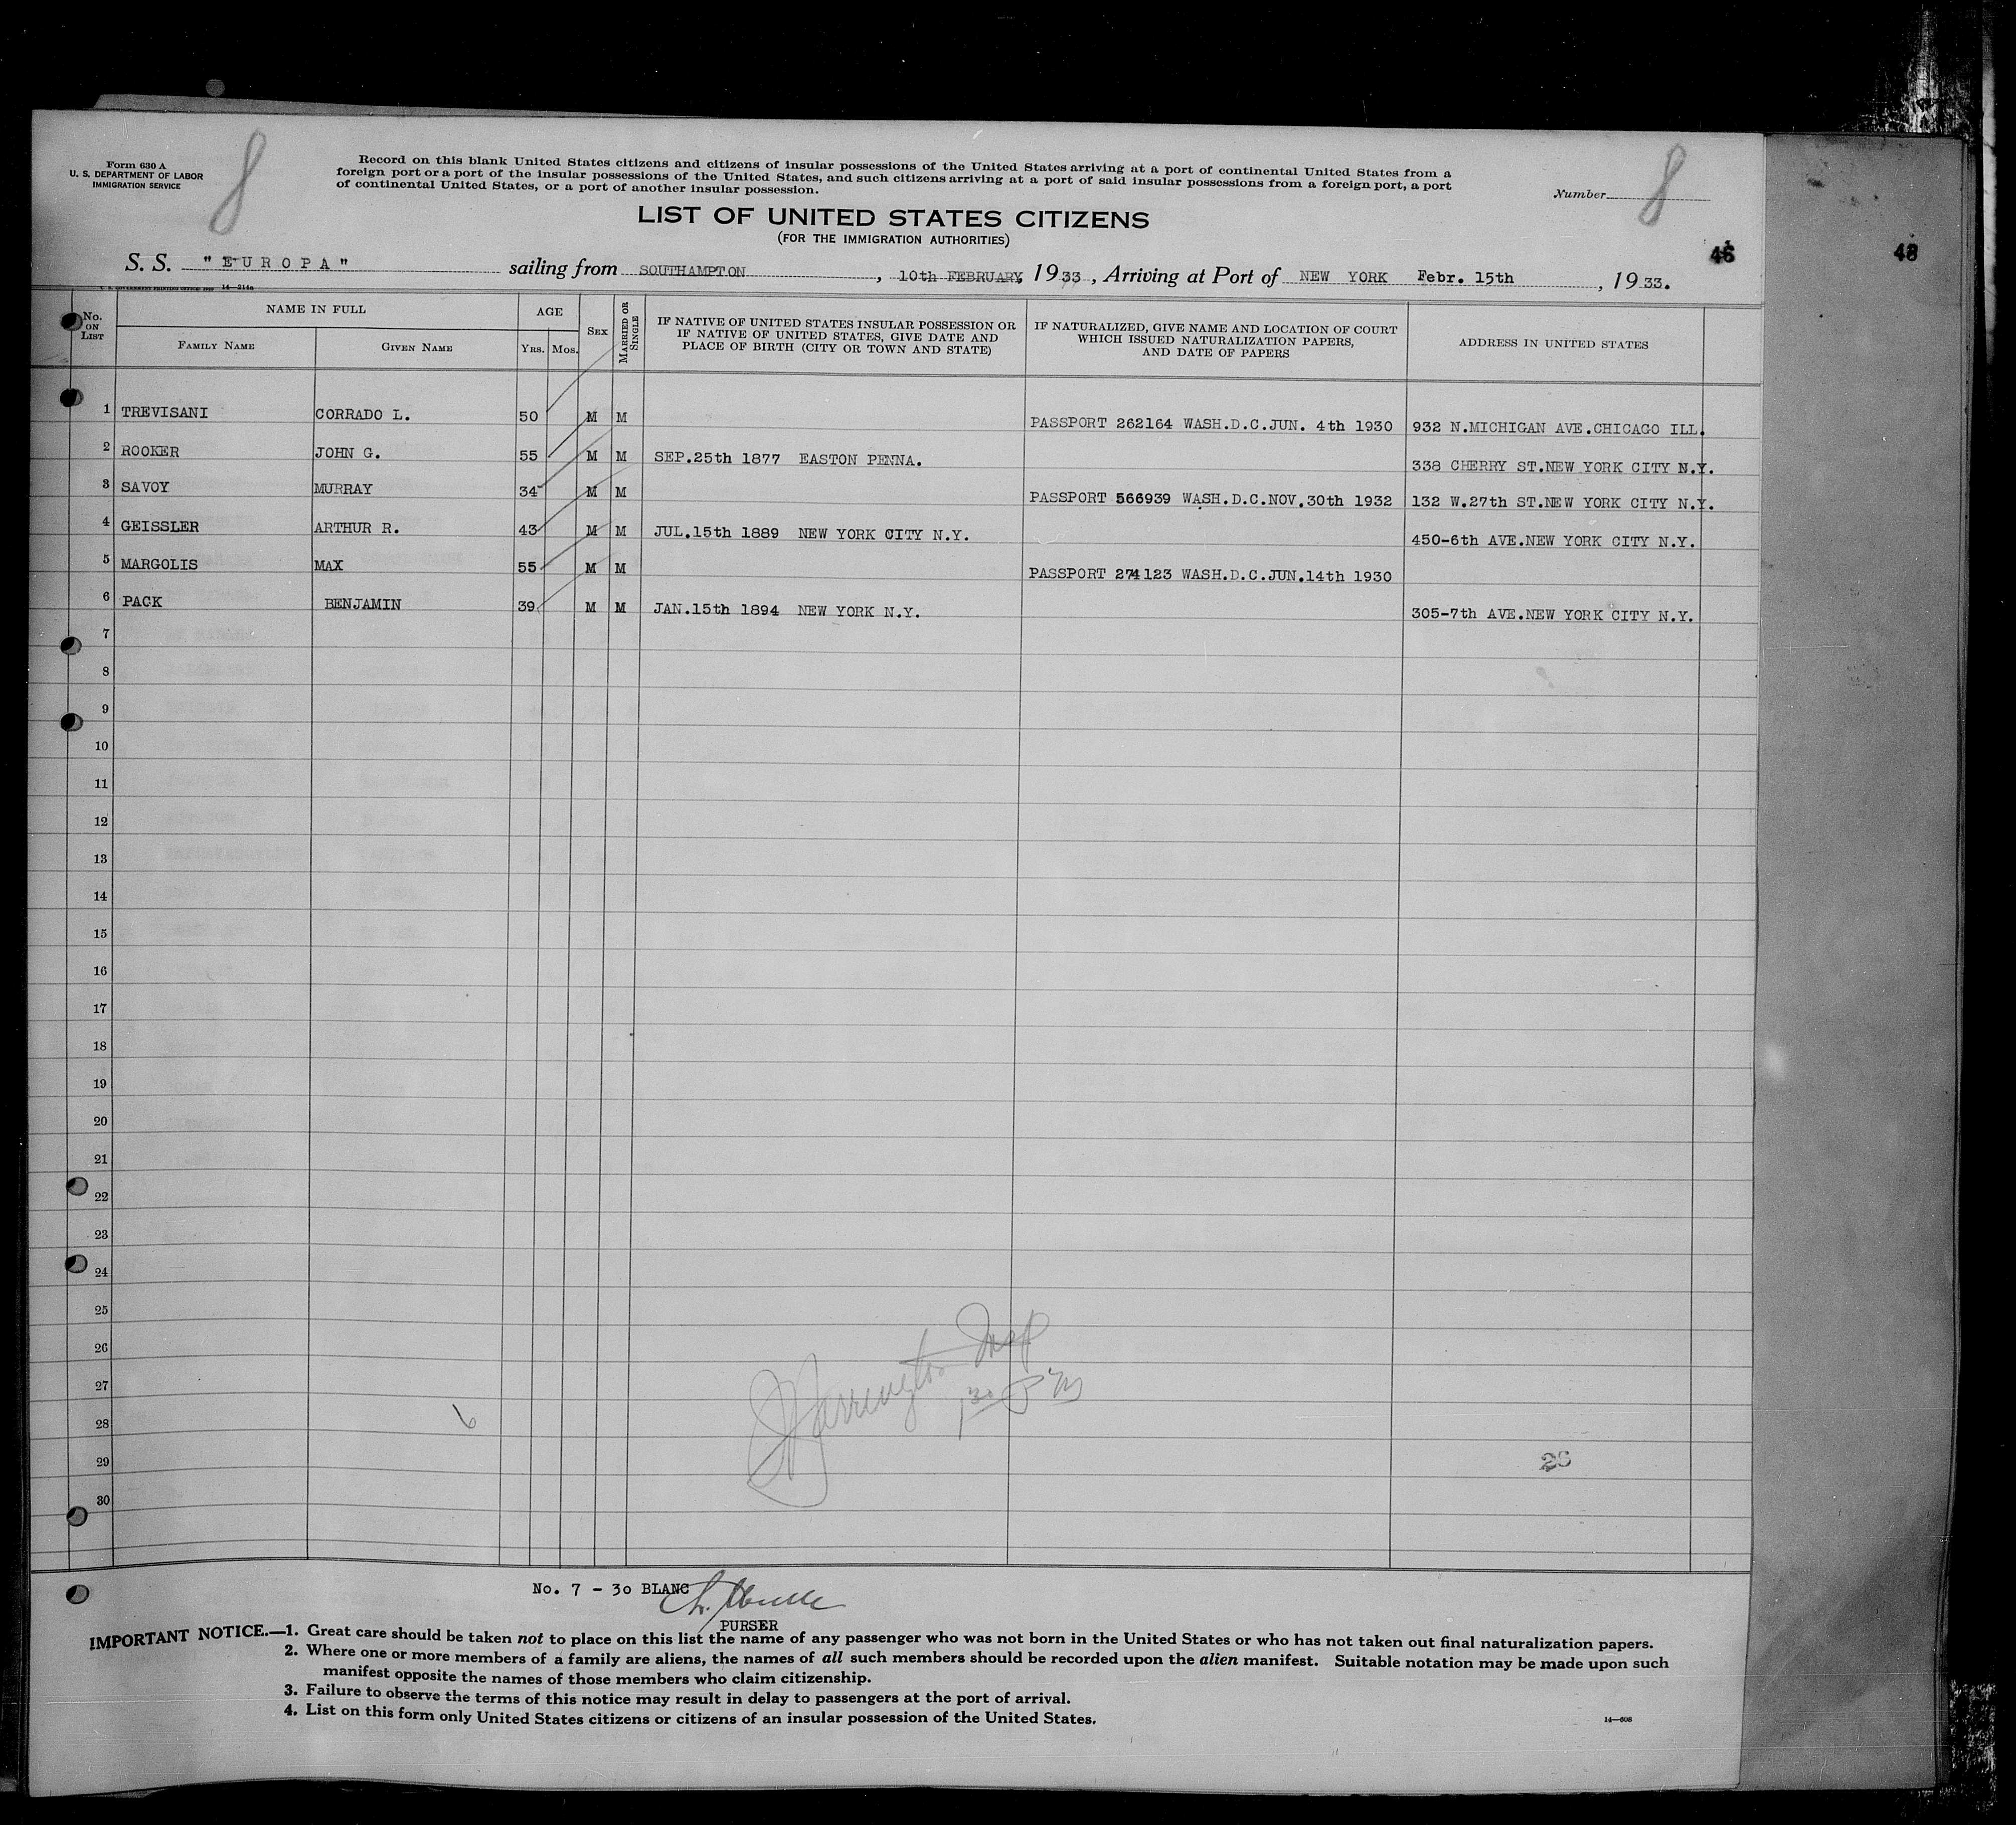 Form 630 A
U. S. DEPARTMENT OF LABOR
IMMIGRATION SERVICE
8
Record on this blank United States citizens and citizens of insular possessions of the United States arriving at a port of continental United States from a
foreign port or a port of the insular possessions of the United States, and such citizens arriving at a port of said insular possessions from a foreign port, a port
of continental United States, or a port of another insular possession.
Number 8
LIST OF UNITED STATES CITIZENS
(FOR THE IMMIGRATION AUTHORITIES)
48
S. S. "EUROPA" sailing from SOUTHAMPTON, 10th FEBRUARY, 1933, Arriving at Port of NEW YORK Febr. 15th, 1933.
U. S. GOVERNMENT PRINTING OFFICE 14—214a
No. ON LIST
NAME IN FULL
FAMILY NAME
GIVEN NAME
AGE
YRS. MOS.
SEX
MARRIED OR SINGLE
IF NATIVE OF UNITED STATES INSULAR POSSESSION OR
IF NATIVE OF UNITED STATES, GIVE DATE AND
PLACE OF BIRTH (CITY OR TOWN AND STATE)
IF NATURALIZED, GIVE NAME AND LOCATION OF COURT
WHICH ISSUED NATURALIZATION PAPERS,
AND DATE OF PAPERS
ADDRESS IN UNITED STATES
1 TREVISANI CORRADO L. 50 M M PASSPORT 262164 WASH.D.C.JUN. 4th 1930 932 N.MICHIGAN AVE.CHICAGO ILL.
2 ROOKER JOHN G. 55 M M SEP.25th 1877 EASTON PENNA. 338 CHERRY ST.NEW YORK CITY N.Y.
3 SAVOY MURRAY 34 M M PASSPORT 566939 WASH.D.C.NOV.30th 1932 132 W.27th ST.NEW YORK CITY N.Y.
4 GEISSLER ARTHUR R. 43 M M JUL.15th 1889 NEW YORK CITY N.Y. 450-6th AVE.NEW YORK CITY N.Y.
5 MARGOLIS MAX 55 M M PASSPORT 274123 WASH.D.C.JUN.14th 1930
6 PACK BENJAMIN 39 M M JAN.15th 1894 NEW YORK N.Y. 305-7th AVE.NEW YORK CITY N.Y.
7
8
9
10
11
12
13
14
15
16
17
18
19
20
21
22
23
24
25
26
27
28 6
29
30
No. 7 - 30 BLANC
PURSER
IMPORTANT NOTICE.—1. Great care should be taken not to place on this list the name of any passenger who was not born in the United States or who has not taken out final naturalization papers.
2. Where one or more members of a family are aliens, the names of all such members should be recorded upon the alien manifest. Suitable notation may be made upon such
manifest opposite the names of those members who claim citizenship.
3. Failure to observe the terms of this notice may result in delay to passengers at the port of arrival.
4. List on this form only United States citizens or citizens of an insular possession of the United States.
14—608